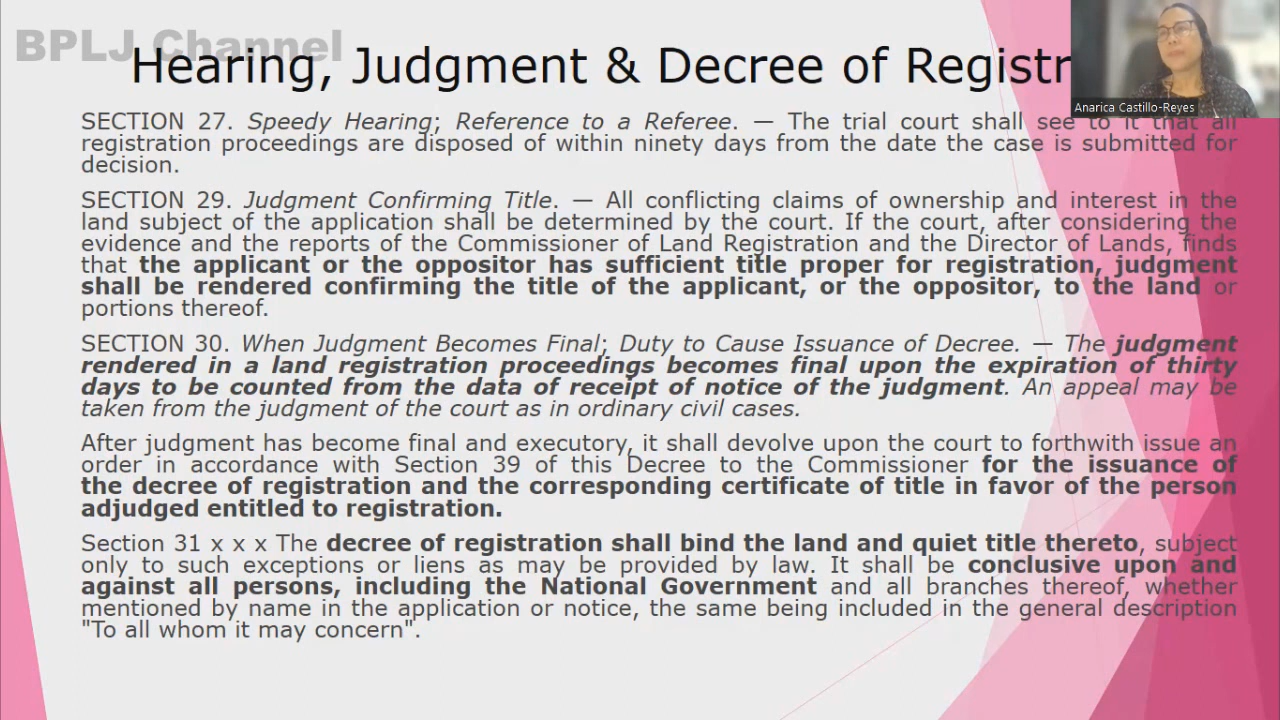 BPLJ Channel
Hearing, Judgment & Decree of Registr
Anarica Castillo-Reyes
SECTION 27. Speedy Hearing; Reference to a Referee. — The trial court shall see to it that all
registration proceedings are disposed of within ninety days from the date the case is submitted for
decision.
SECTION 29. Judgment Confirming Title. — All conflicting claims of ownership and interest in the
land subject of the application shall be determined by the court. If the court, after considering the
evidence and the reports of the Commissioner of Land Registration and the Director of Lands, finds
that the applicant or the oppositor has sufficient title proper for registration, judgment
shall be rendered confirming the title of the applicant, or the oppositor, to the land or
portions thereof.
SECTION 30. When Judgment Becomes Final; Duty to Cause Issuance of Decree. — The judgment
rendered in a land registration proceedings becomes final upon the expiration of thirty
days to be counted from the data of receipt of notice of the judgment. An appeal may be
taken from the judgment of the court as in ordinary civil cases.
After judgment has become final and executory, it shall devolve upon the court to forthwith issue an
order in accordance with Section 39 of this Decree to the Commissioner for the issuance of
the decree of registration and the corresponding certificate of title in favor of the person
adjudged entitled to registration.
Section 31 x x x The decree of registration shall bind the land and quiet title thereto, subject
only to such exceptions or liens as may be provided by law. It shall be conclusive upon and
against all persons, including the National Government and all branches thereof, whether
mentioned by name in the application or notice, the same being included in the general description
"To all whom it may concern".